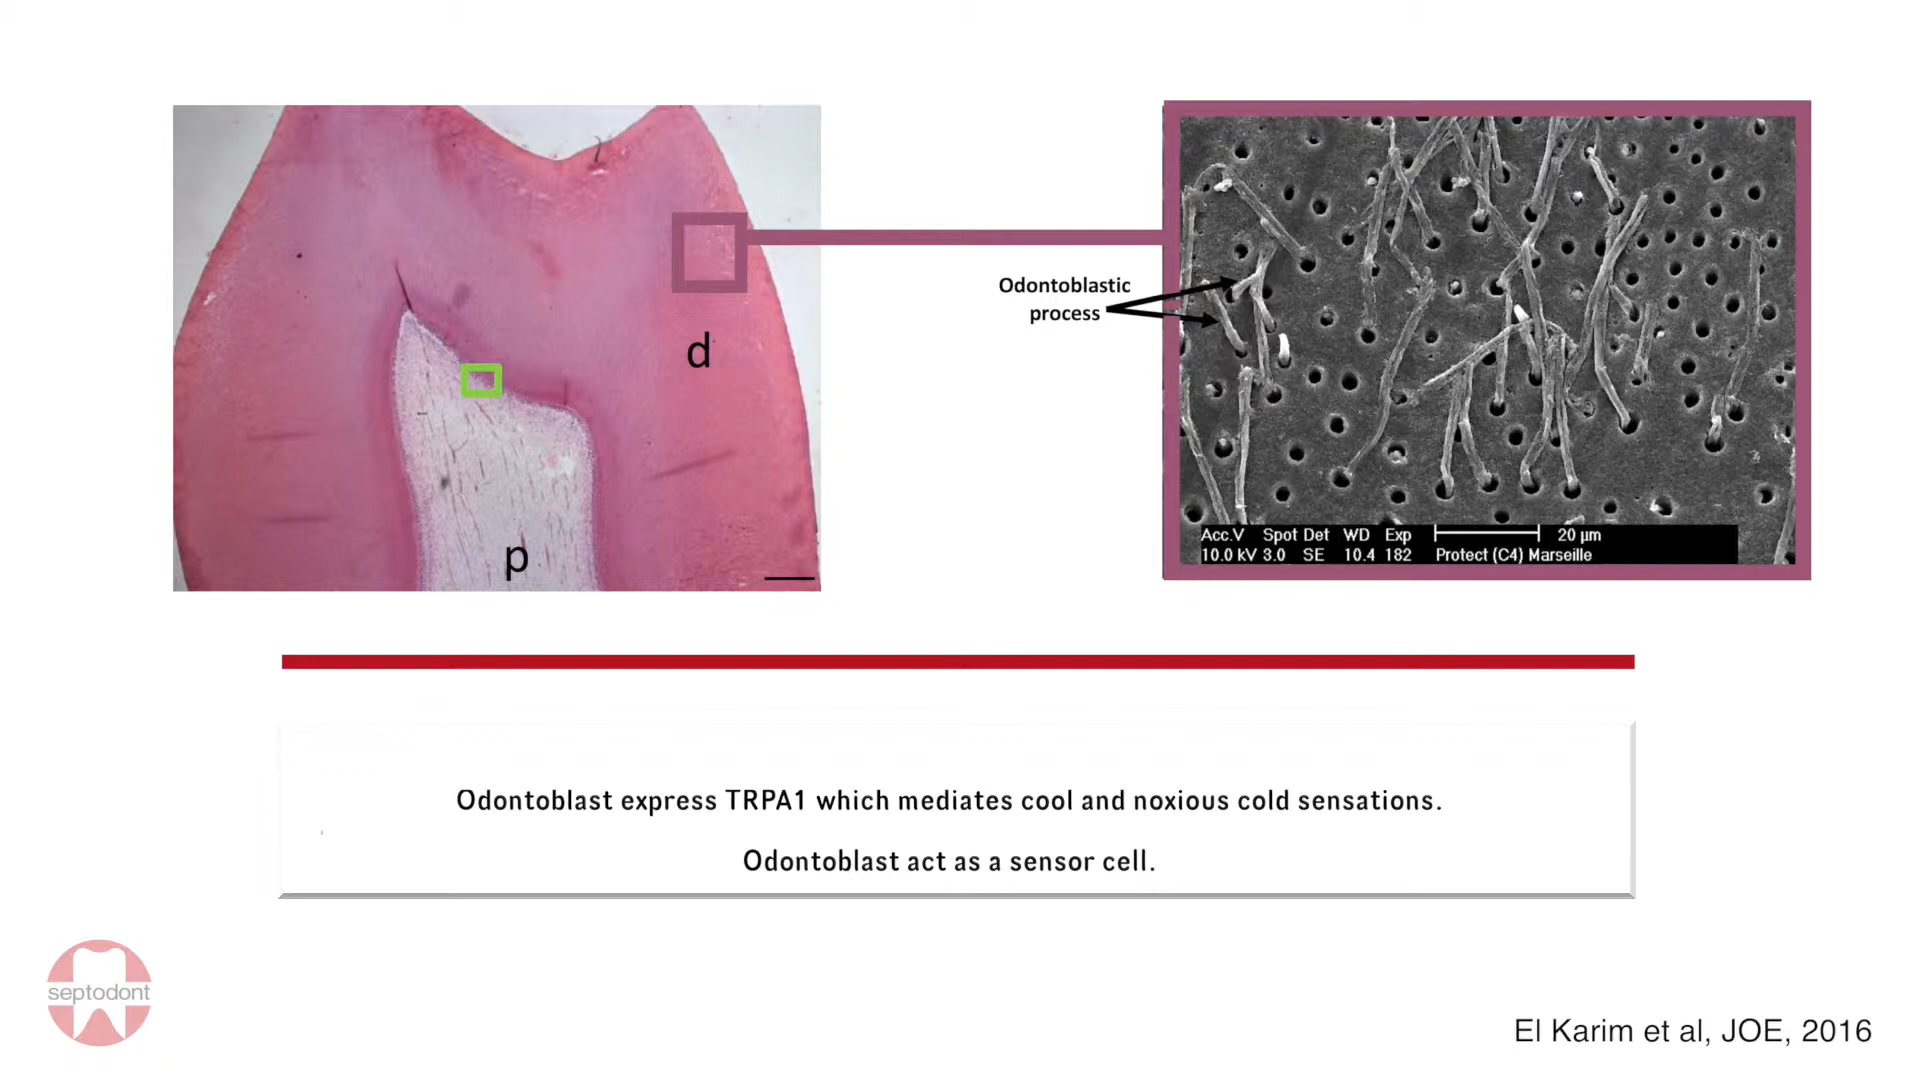 Odontoblastic
process
d
p
Acc.V Spot Det WD Exp 20 µm
10.0 kV 3.0 SE 10.4 182 Protect (C4) Marseille
Odontoblast express TRPA1 which mediates cool and noxious cold sensations.
Odontoblast act as a sensor cell.
septodont
El Karim et al, JOE, 2016